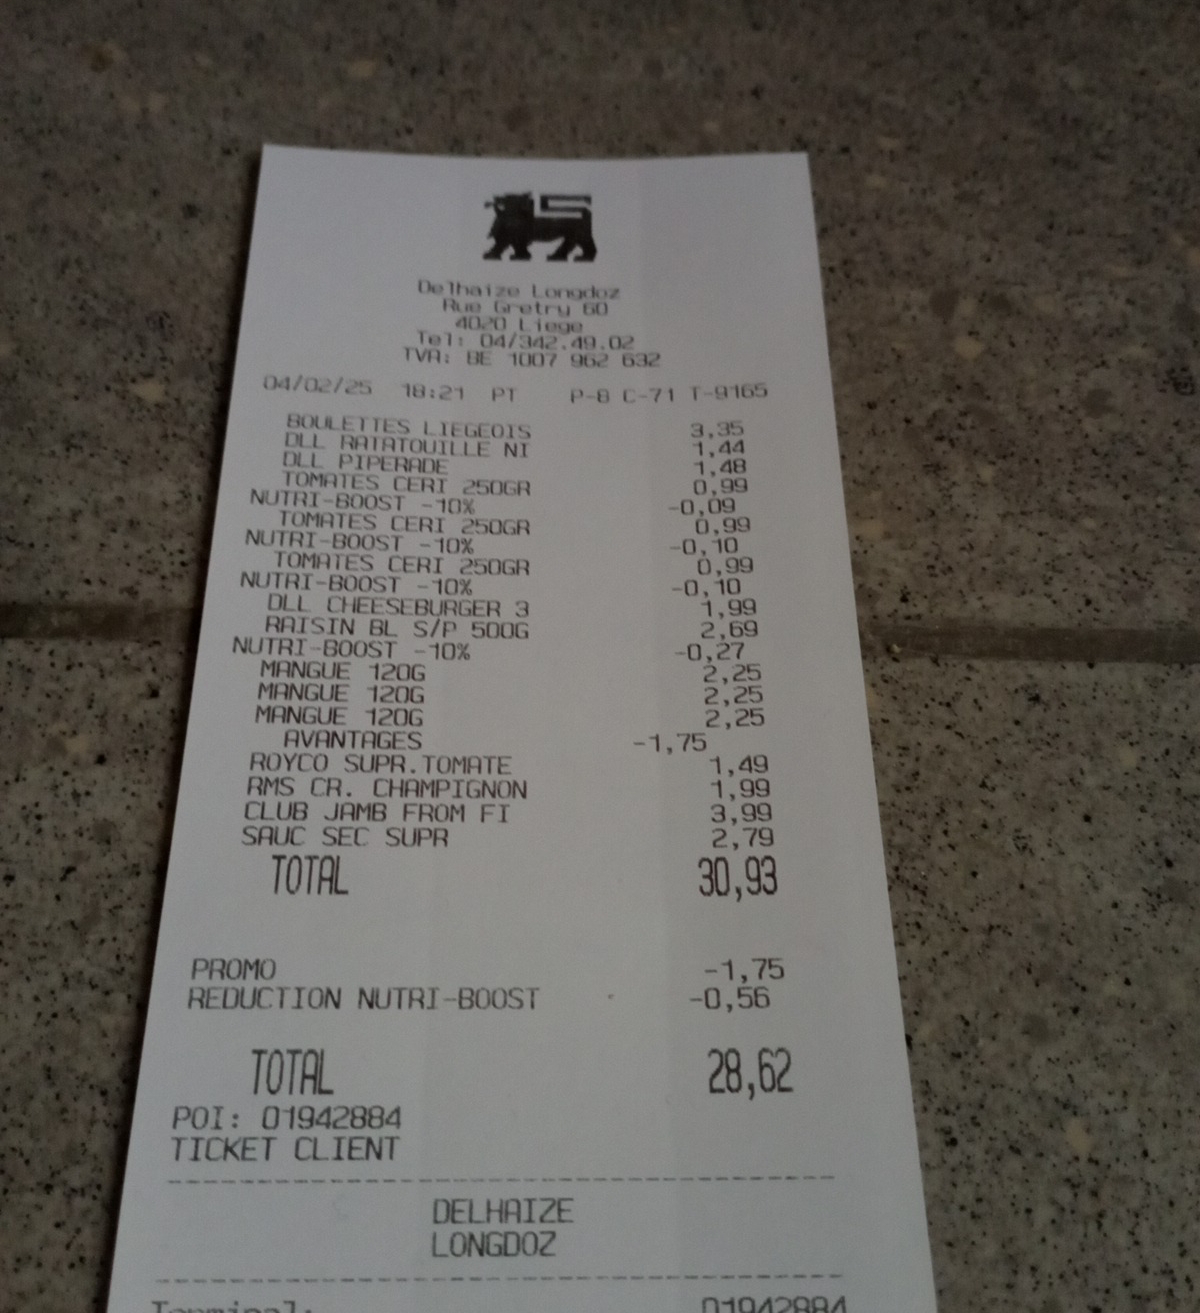 Delhaize Longdoz
Rue Gretry 60
4020 Liege
Tel: 04/342.49.02
TVA: BE 1007 962 632
04/02/25 18:21 PT P-8 C-71 T-9165
BOULETTES LIEGEOIS 3,35
DLL RATATOUILLE NI 1,44
DLL PIPERADE 1,48
TOMATES CERI 250GR 0,99
NUTRI-BOOST -10% -0,09
TOMATES CERI 250GR 0,99
NUTRI-BOOST -10% -0,10
TOMATES CERI 250GR 0,99
NUTRI-BOOST -10% -0,10
DLL CHEESEBURGER 3 1,99
RAISIN BL S/P 500G 2,69
NUTRI-BOOST -10% -0,27
MANGUE 120G 2,25
MANGUE 120G 2,25
MANGUE 120G 2,25
AVANTAGES -1,75
ROYCO SUPR.TOMATE 1,49
RMS CR. CHAMPIGNON 1,99
CLUB JAMB FROM FI 3,99
SAUC SEC SUPR 2,79
TOTAL 30,93
PROMO -1,75
REDUCTION NUTRI-BOOST -0,56
TOTAL 28,62
POI: 01942884
TICKET CLIENT
DELHAIZE
LONGDOZ
Terminal: 01942884